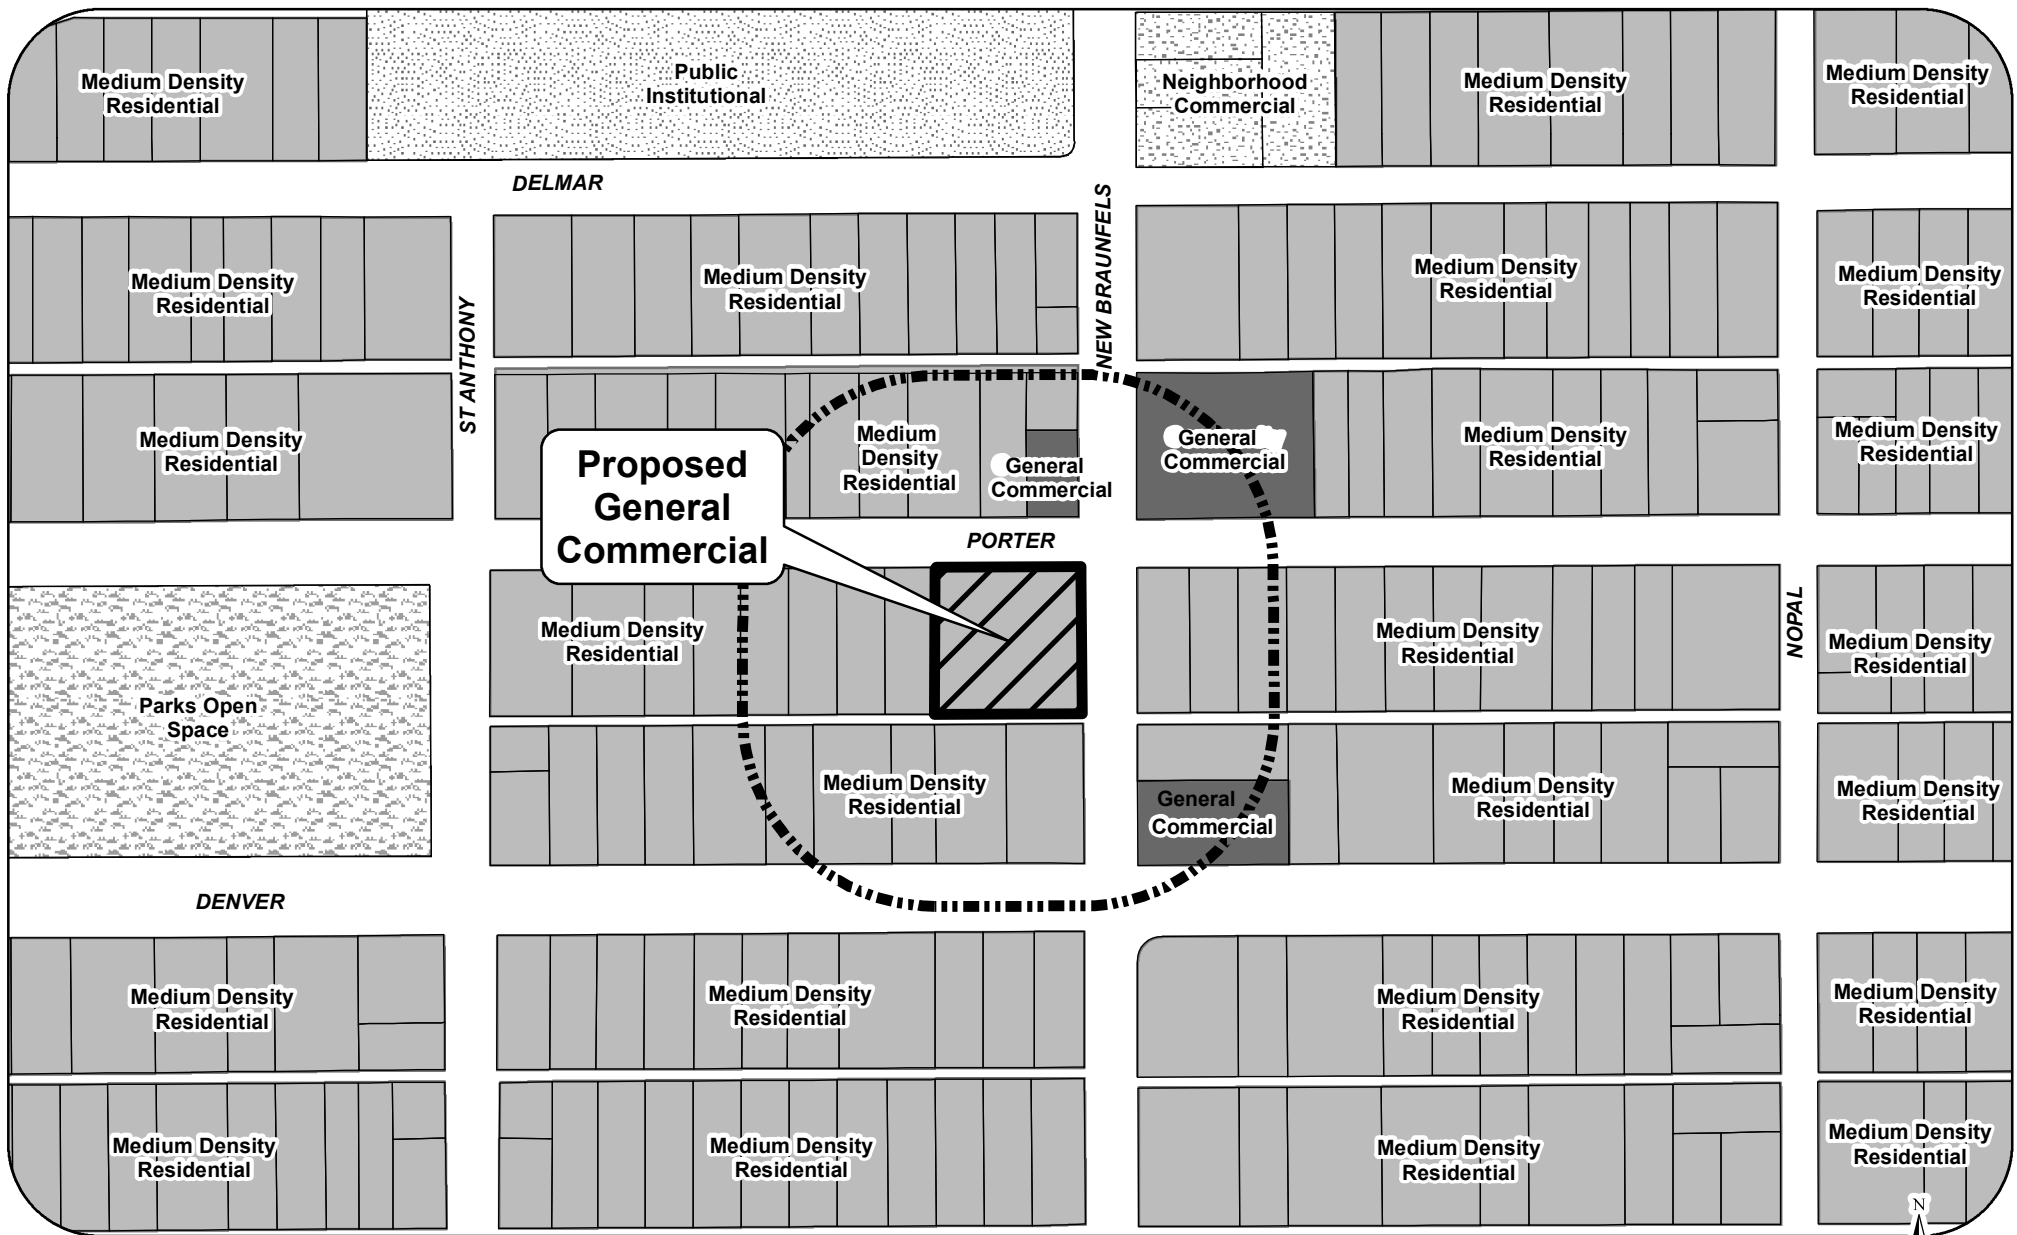 Medium Density
Residential
Public
Institutional
Neighborhood
Commercial
Medium Density
Residential
Medium Density
Residential
DELMAR
NEW BRAUNFELS
Medium Density
Residential
Medium Density
Residential
Medium Density
Residential
Medium Density
Residential
ST ANTHONY
Medium Density
Residential
Medium
Density
Residential
General
Commercial
General
Commercial
Medium Density
Residential
Medium Density
Residential
Proposed
General
Commercial
PORTER
NOPAL
Medium Density
Residential
Medium Density
Residential
Medium Density
Residential
Parks Open
Space
Medium Density
Residential
General
Commercial
Medium Density
Residential
Medium Density
Residential
DENVER
Medium Density
Residential
Medium Density
Residential
Medium Density
Residential
Medium Density
Residential
Medium Density
Residential
Medium Density
Residential
Medium Density
Residential
Medium Density
Residential
N